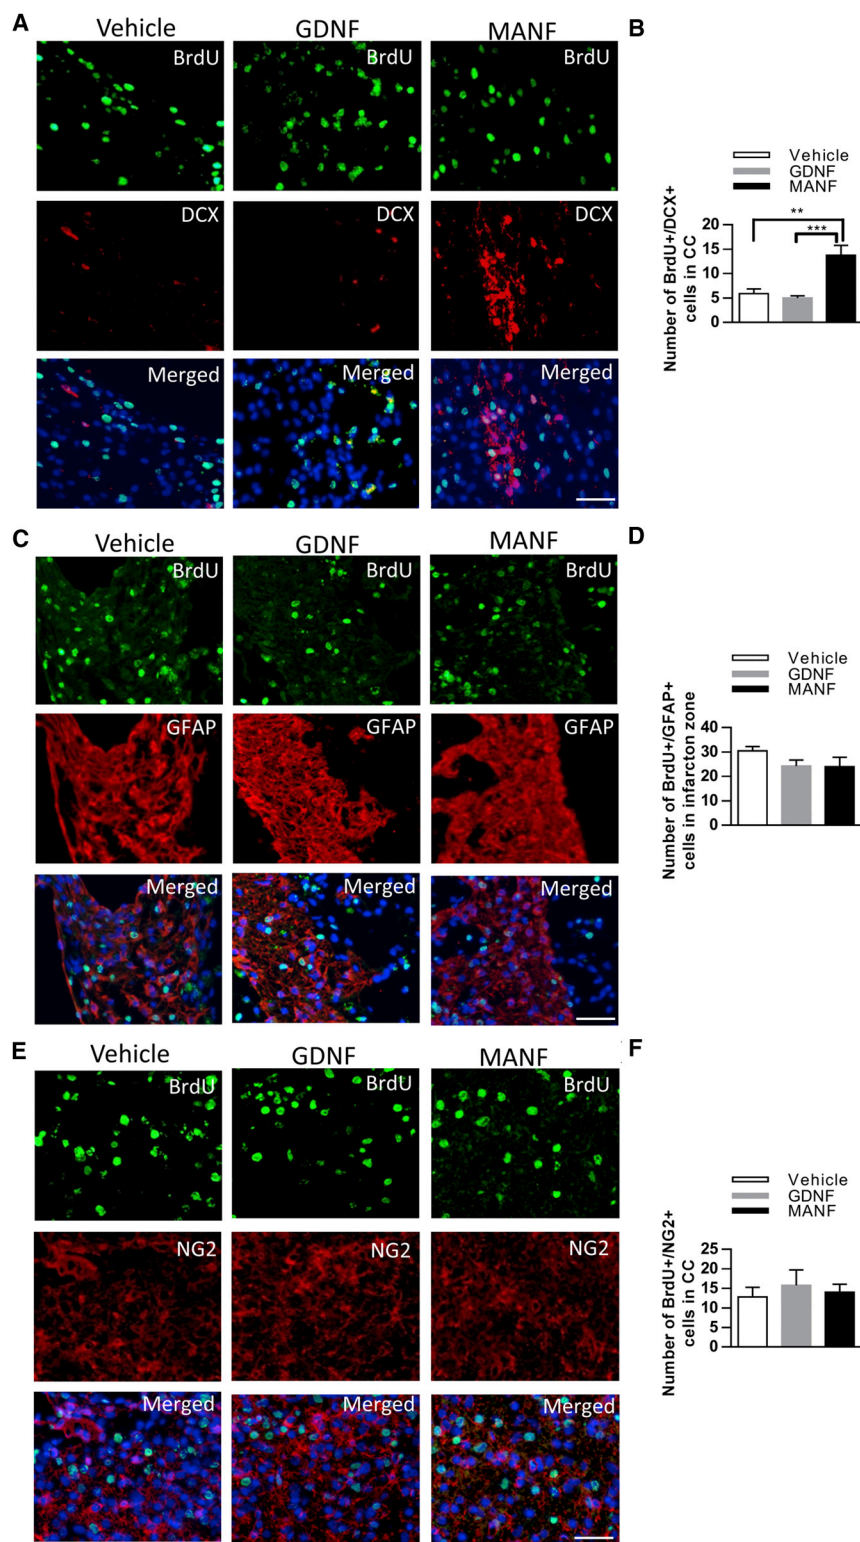 A
Vehicle
GDNF
MANF
BrdU
BrdU
BrdU
DCX
DCX
DCX
Merged
Merged
Merged
B
Vehicle
GDNF
MANF
Number of BrdU+/DCX+
cells in CC
20
15
10
5
0
**
***
C
Vehicle
GDNF
MANF
BrdU
BrdU
BrdU
GFAP
GFAP
GFAP
Merged
Merged
Merged
D
Vehicle
GDNF
MANF
Number of BrdU+/GFAP+
cells in infarcton zone
40
30
20
10
0
E
Vehicle
GDNF
MANF
BrdU
BrdU
BrdU
NG2
NG2
NG2
Merged
Merged
Merged
F
Vehicle
GDNF
MANF
Number of BrdU+/NG2+
cells in CC
25
20
15
10
5
0